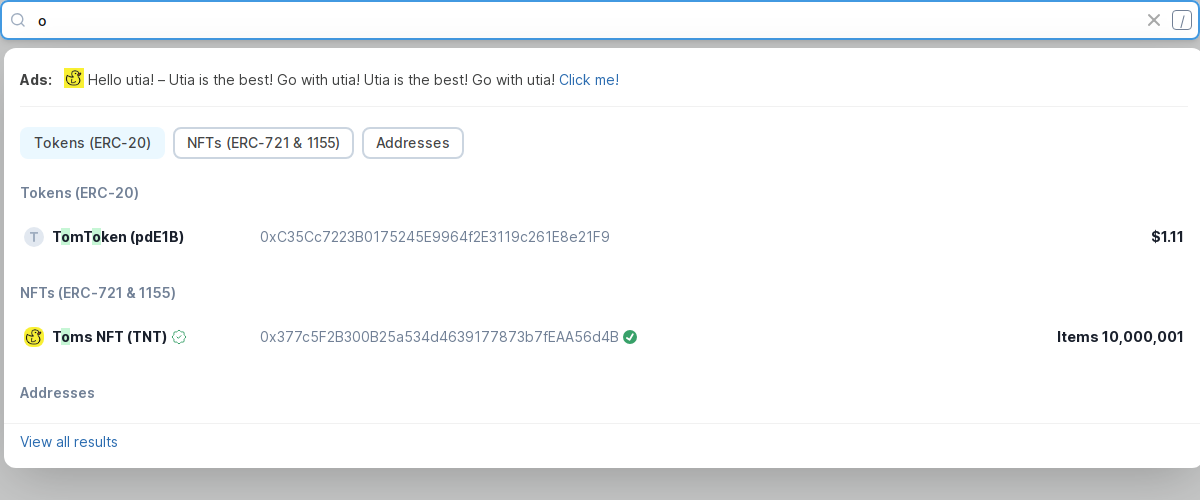 o /
Ads: Hello utia! – Utia is the best! Go with utia! Utia is the best! Go with utia! Click me!
Tokens (ERC-20) NFTs (ERC-721 & 1155) Addresses
Tokens (ERC-20)
T TomToken (pdE1B) 0xC35Cc7223B0175245E9964f2E3119c261E8e21F9 $1.11
NFTs (ERC-721 & 1155)
Toms NFT (TNT) 0x377c5F2B300B25a534d4639177873b7fEAA56d4B Items 10,000,001
Addresses
View all results